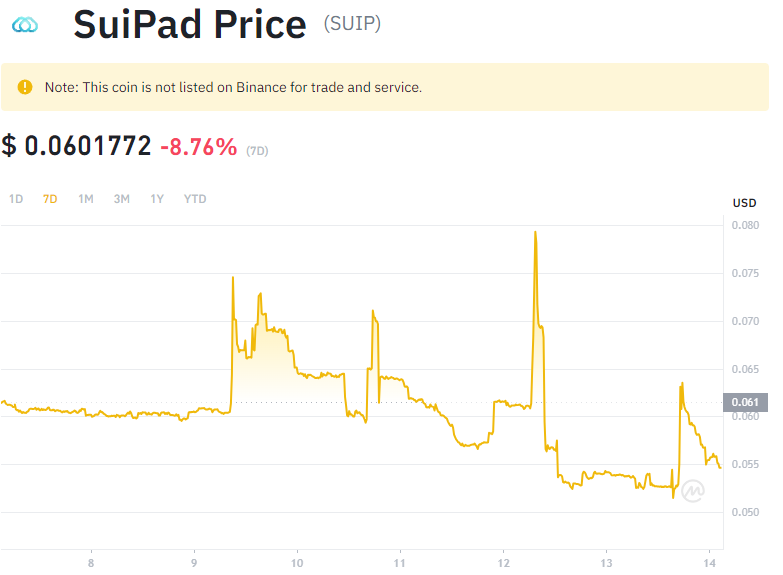 SuiPad Price (SUIP)
Note: This coin is not listed on Binance for trade and service.
$ 0.0601772 -8.76% (7D)
1D 7D 1M 3M 1Y YTD
USD
0.080
0.075
0.070
0.065
0.061
0.060
0.055
0.050
8 9 10 11 12 13 14